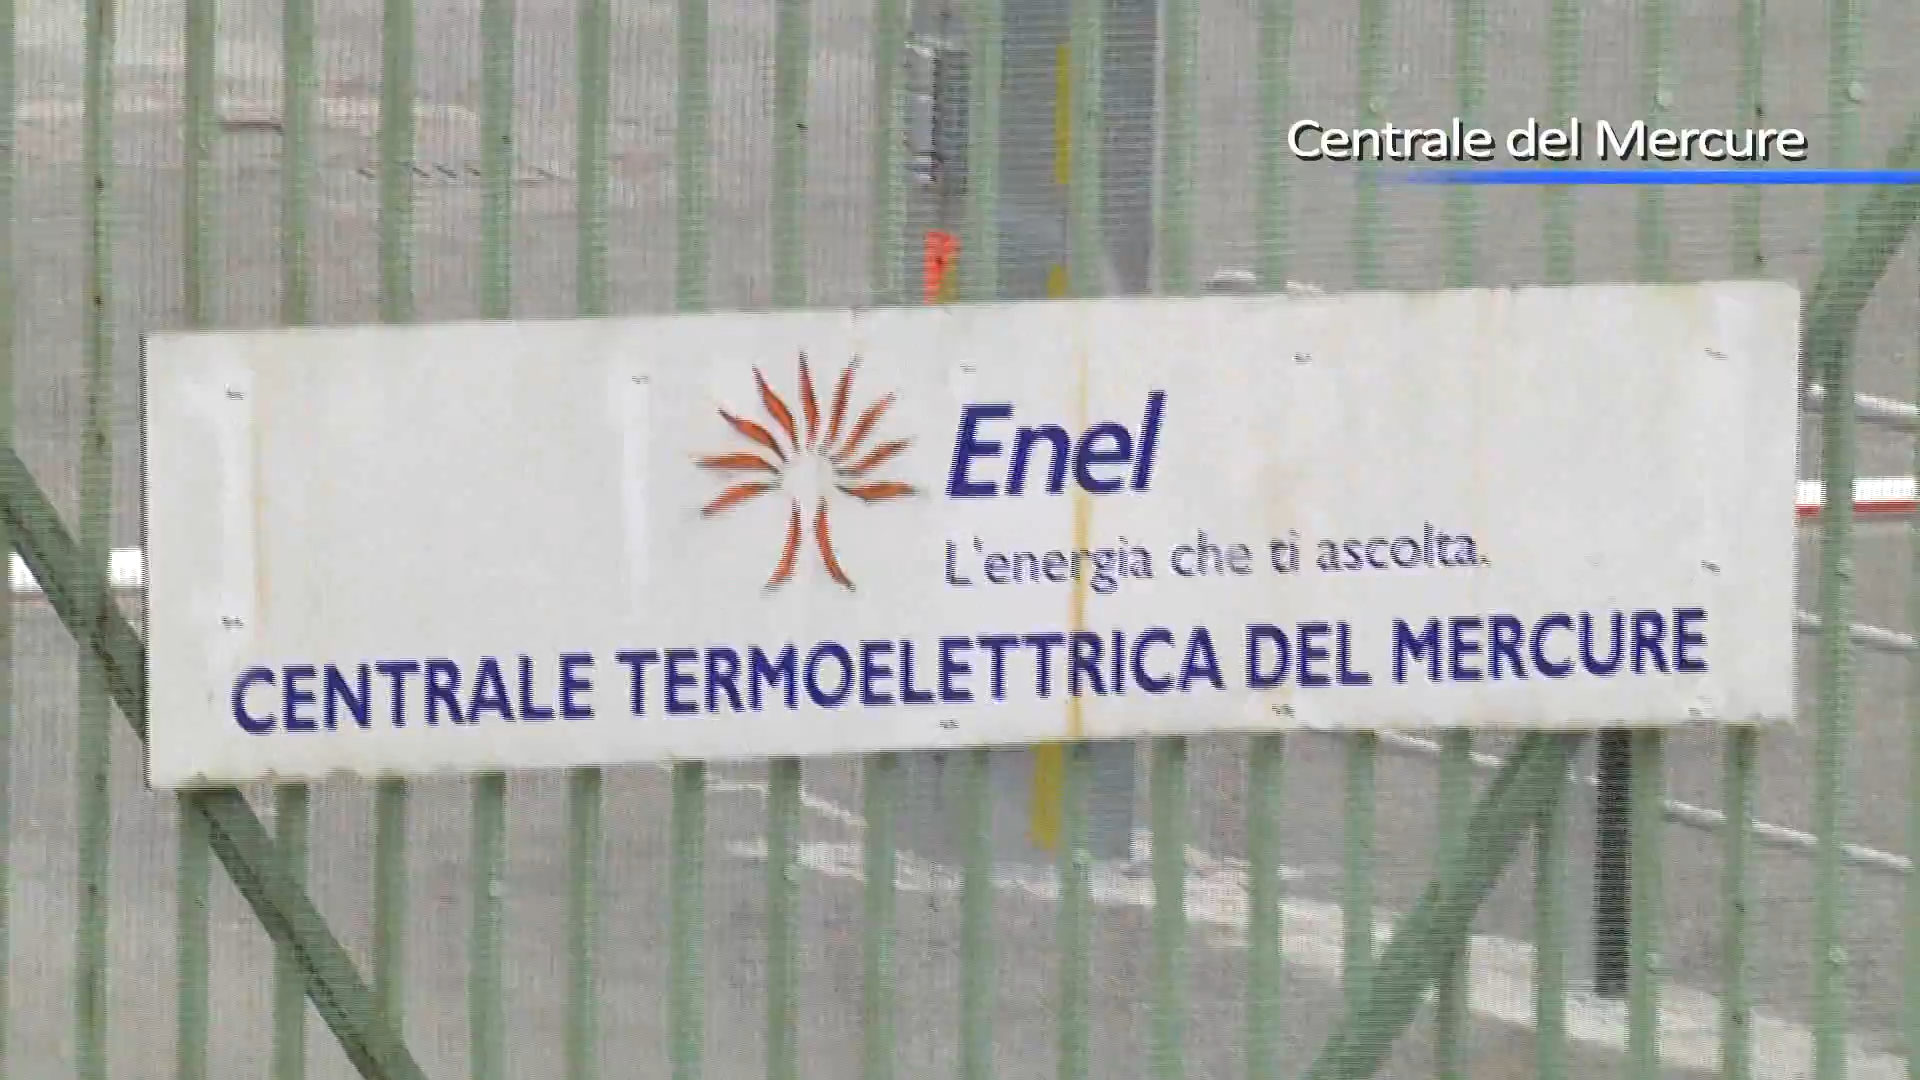 Centrale del Mercure
Enel
L'energia che ti ascolta.
CENTRALE TERMOELETTRICA DEL MERCURE